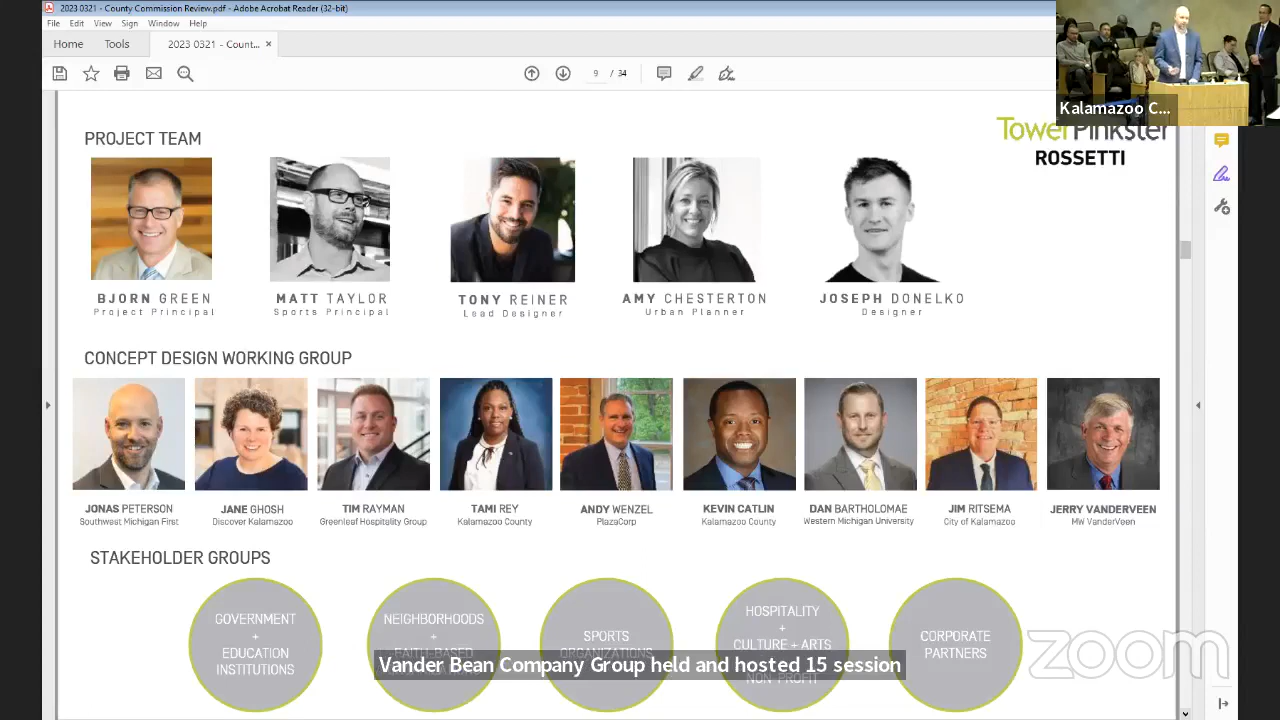 2023 0321 - County Commission Review.pdf - Adobe Acrobat Reader (32-bit)
File Edit View Sign Window Help
Home Tools 2023 0321 - Count... ×
9 / 34
Kalamazoo C...
TowerPinkster
ROSSETTI
PROJECT TEAM
BJORN GREEN
Project Principal
MATT TAYLOR
Sports Principal
TONY REINER
Lead Designer
AMY CHESTERTON
Urban Planner
JOSEPH DONELKO
Designer
CONCEPT DESIGN WORKING GROUP
JONAS PETERSON
Southwest Michigan First
JANE GHOSH
Discover Kalamazoo
TIM RAYMAN
Greenleaf Hospitality Group
TAMI REY
Kalamazoo County
ANDY WENZEL
PlazaCorp
KEVIN CATLIN
Kalamazoo County
DAN BARTHOLOMAE
Western Michigan University
JIM RITSEMA
City of Kalamazoo
JERRY VANDERVEEN
MW VanderVeen
STAKEHOLDER GROUPS
GOVERNMENT
+
EDUCATION
INSTITUTIONS
NEIGHBORHOODS
+
FAITH-BASED
SPORTS
ORGANIZATIONS
HOSPITALITY
+
CULTURE + ARTS
NON-PROFIT
CORPORATE
PARTNERS
Vander Bean Company Group held and hosted 15 session
zoom